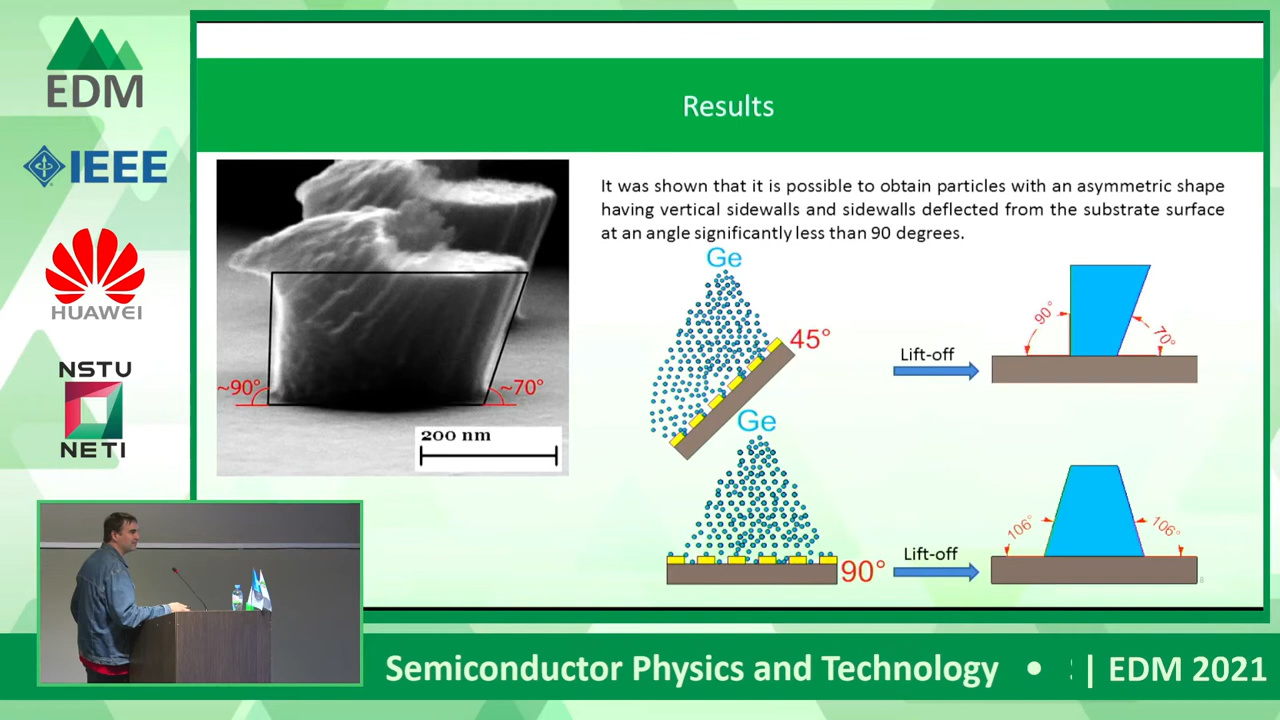 EDM
IEEE
HUAWEI
NSTU
NETI
Results
It was shown that it is possible to obtain particles with an asymmetric shape
having vertical sidewalls and sidewalls deflected from the substrate surface
at an angle significantly less than 90 degrees.
~90°
~70°
200 nm
Ge
45°
Lift-off
90°
70°
Ge
90°
Lift-off
106°
106°
Semiconductor Physics and Technology • | EDM 2021